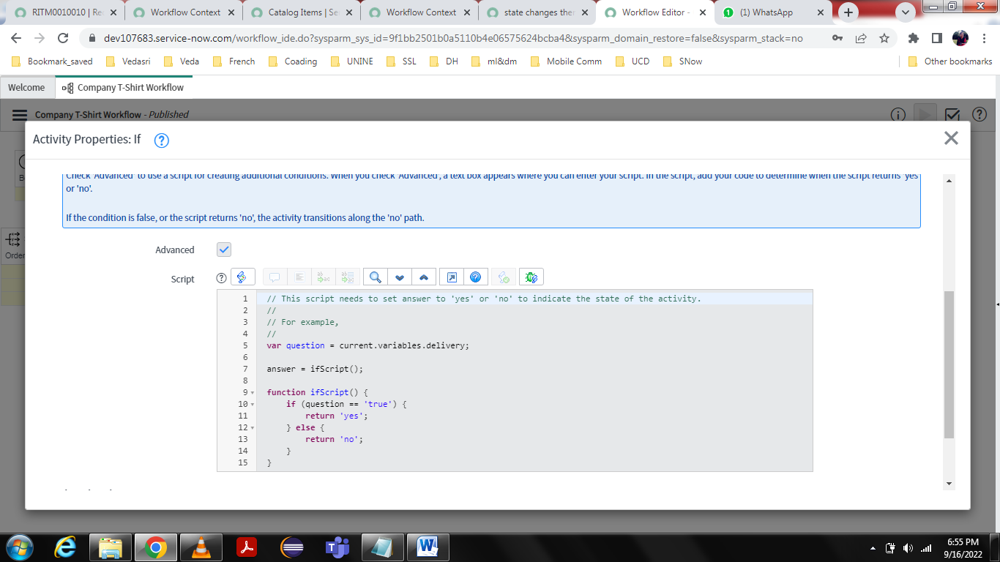 RITM0010010 | Re
Workflow Context
Catalog Items | Se
Workflow Context
state changes ther
Workflow Editor -
(1) WhatsApp
dev107683.service-now.com/workflow_ide.do?sysparm_sys_id=9f1bb2501b0a5110b4e06575624bcba4&sysparm_domain_restore=false&sysparm_stack=no
Bookmark_saved
Vedasri
Veda
French
Coading
UNINE
SSL
DH
ml&dm
Mobile Comm
UCD
SNow
Other bookmarks
Welcome
Company T-Shirt Workflow
Company T-Shirt Workflow - Published
Activity Properties: If
Check 'Advanced' to use a script for creating additional conditions. When you check 'Advanced', a text box appears where you can enter your script. In the script, add your code to determine when the script returns 'yes'
or 'no'.
If the condition is false, or the script returns 'no', the activity transitions along the 'no' path.
Order
Advanced
Script
1 // This script needs to set answer to 'yes' or 'no' to indicate the state of the activity.
2 //
3 // For example,
4 //
5 var question = current.variables.delivery;
6
7 answer = ifScript();
8
9 function ifScript() {
10 if (question == 'true') {
11 return 'yes';
12 } else {
13 return 'no';
14 }
15 }
6:55 PM
9/16/2022